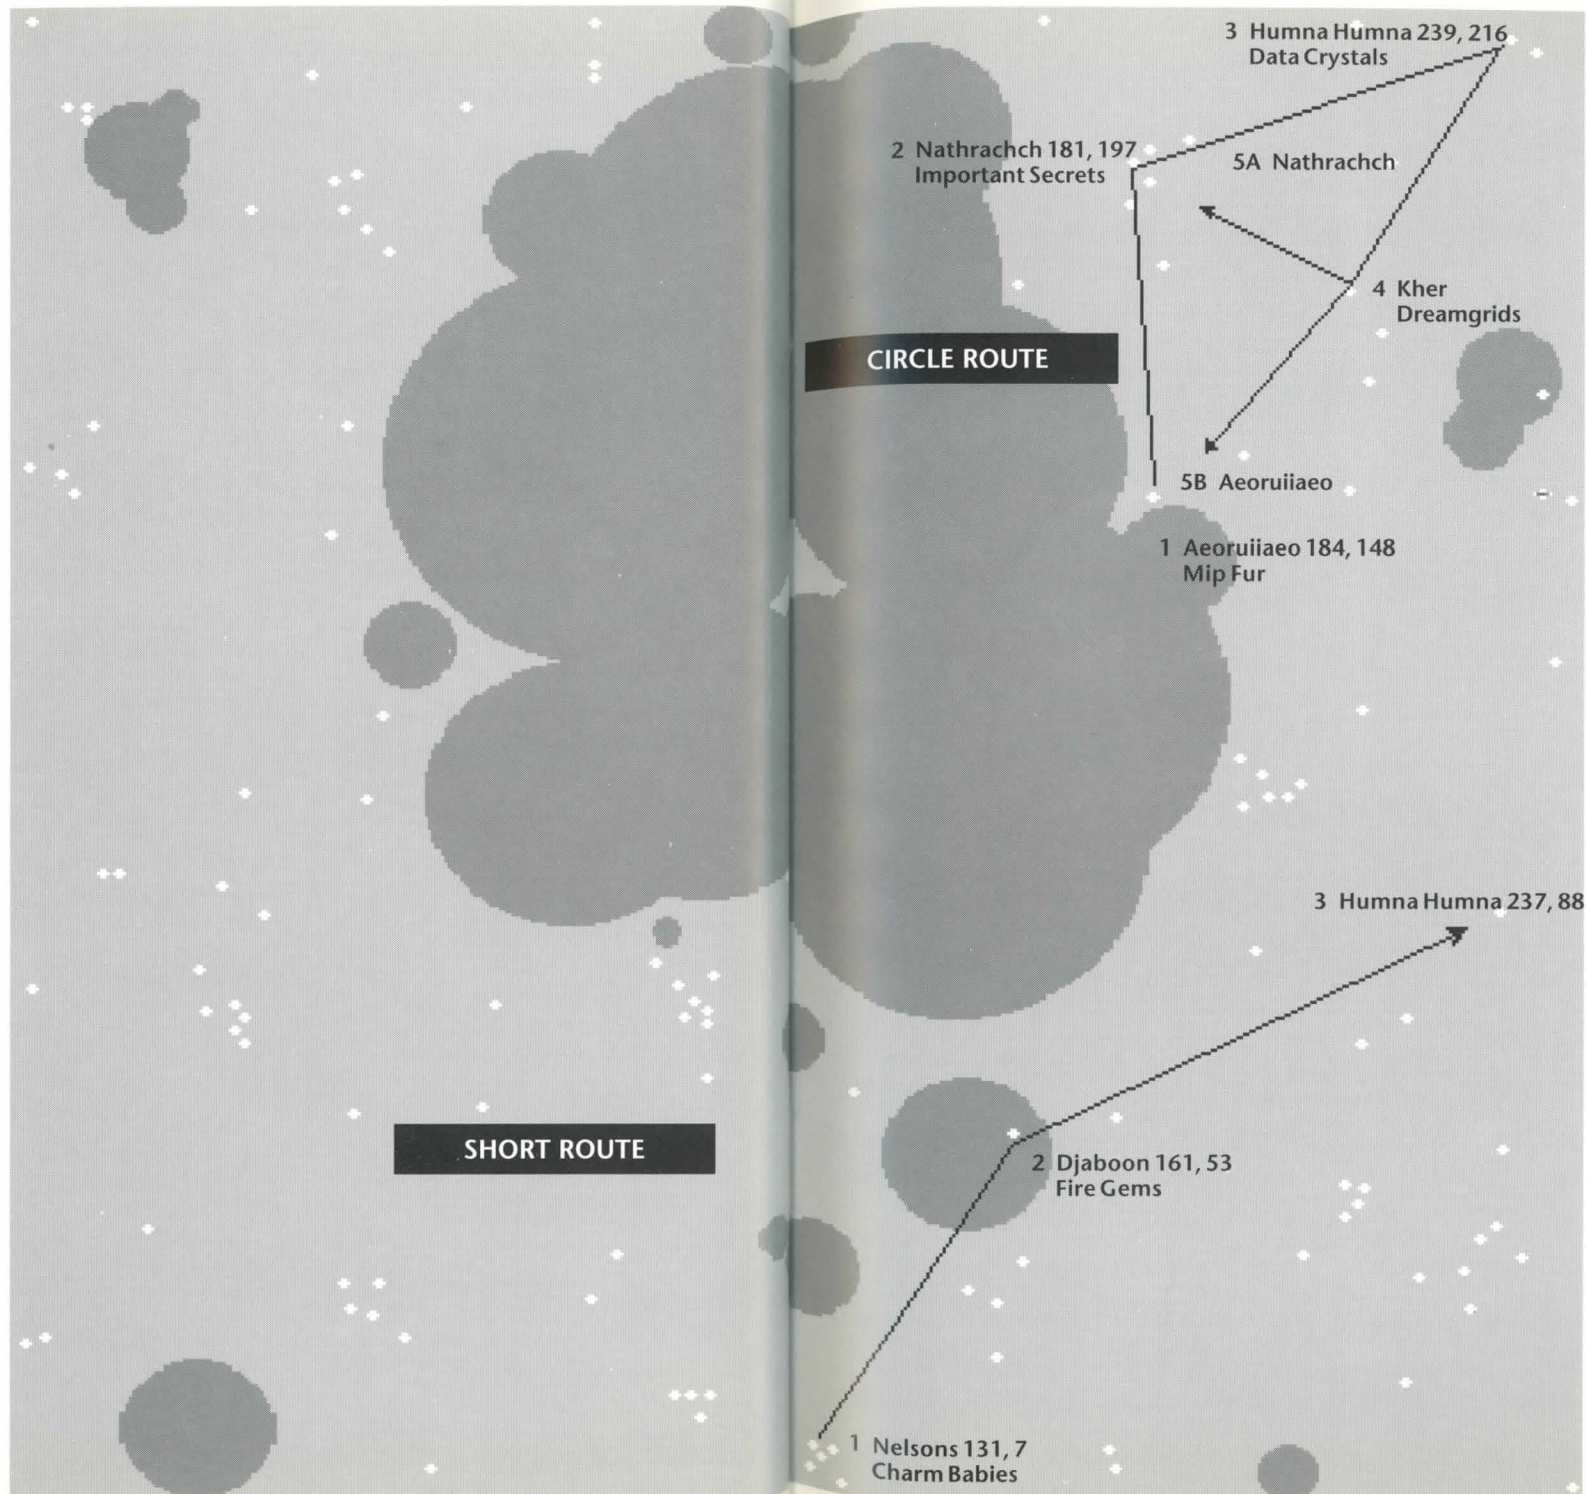 3 Humna Humna 239, 216
Data Crystals
2 Nathrachch 181, 197
Important Secrets
5A Nathrachch
4 Kher
Dreamgrids
CIRCLE ROUTE
5B Aeoruiiaeo
1 Aeoruiiaeo 184, 148
Mip Fur
3 Humna Humna 237, 88
SHORT ROUTE
2 Djaboon 161, 53
Fire Gems
1 Nelsons 131, 7
Charm Babies